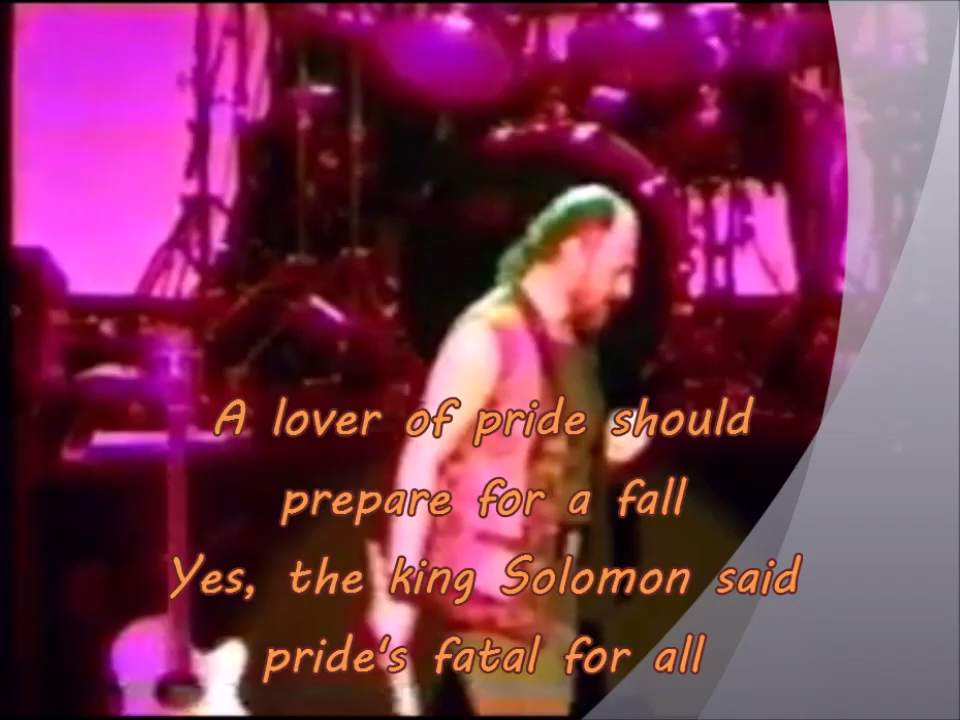 A lover of pride should
prepare for a fall
Yes, the king Solomon said
pride's fatal for all